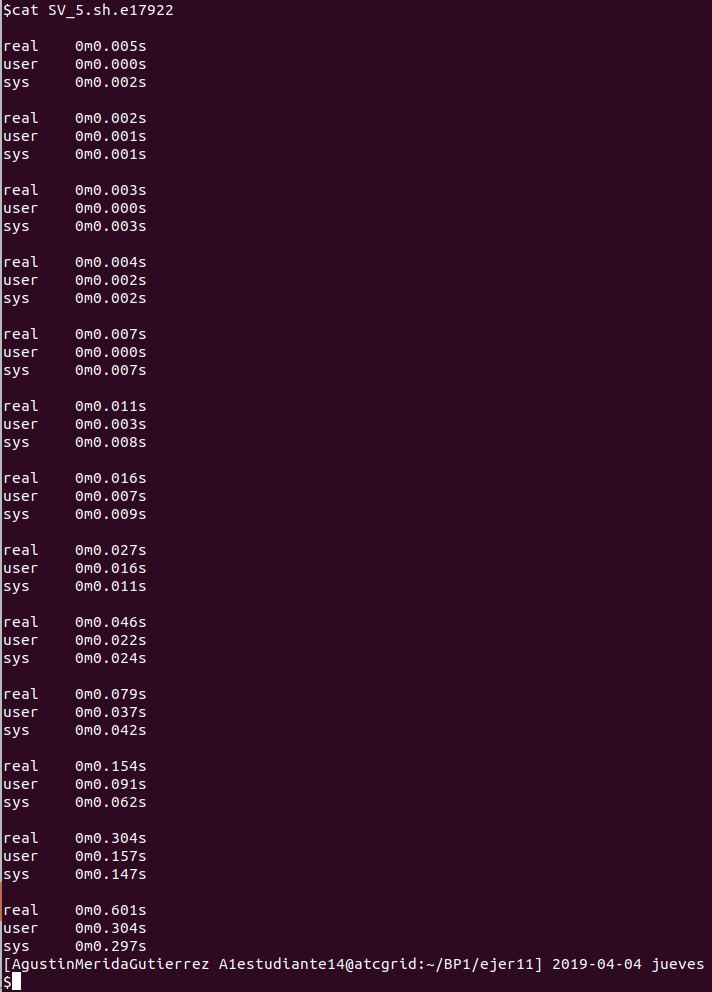 $cat SV_5.sh.e17922
real 0m0.005s
user 0m0.000s
sys 0m0.002s
real 0m0.002s
user 0m0.001s
sys 0m0.001s
real 0m0.003s
user 0m0.000s
sys 0m0.003s
real 0m0.004s
user 0m0.002s
sys 0m0.002s
real 0m0.007s
user 0m0.000s
sys 0m0.007s
real 0m0.011s
user 0m0.003s
sys 0m0.008s
real 0m0.016s
user 0m0.007s
sys 0m0.009s
real 0m0.027s
user 0m0.016s
sys 0m0.011s
real 0m0.046s
user 0m0.022s
sys 0m0.024s
real 0m0.079s
user 0m0.037s
sys 0m0.042s
real 0m0.154s
user 0m0.091s
sys 0m0.062s
real 0m0.304s
user 0m0.157s
sys 0m0.147s
real 0m0.601s
user 0m0.304s
sys 0m0.297s
[AgustinMeridaGutierrez A1estudiante14@atcgrid:~/BP1/ejer11] 2019-04-04 jueves
$